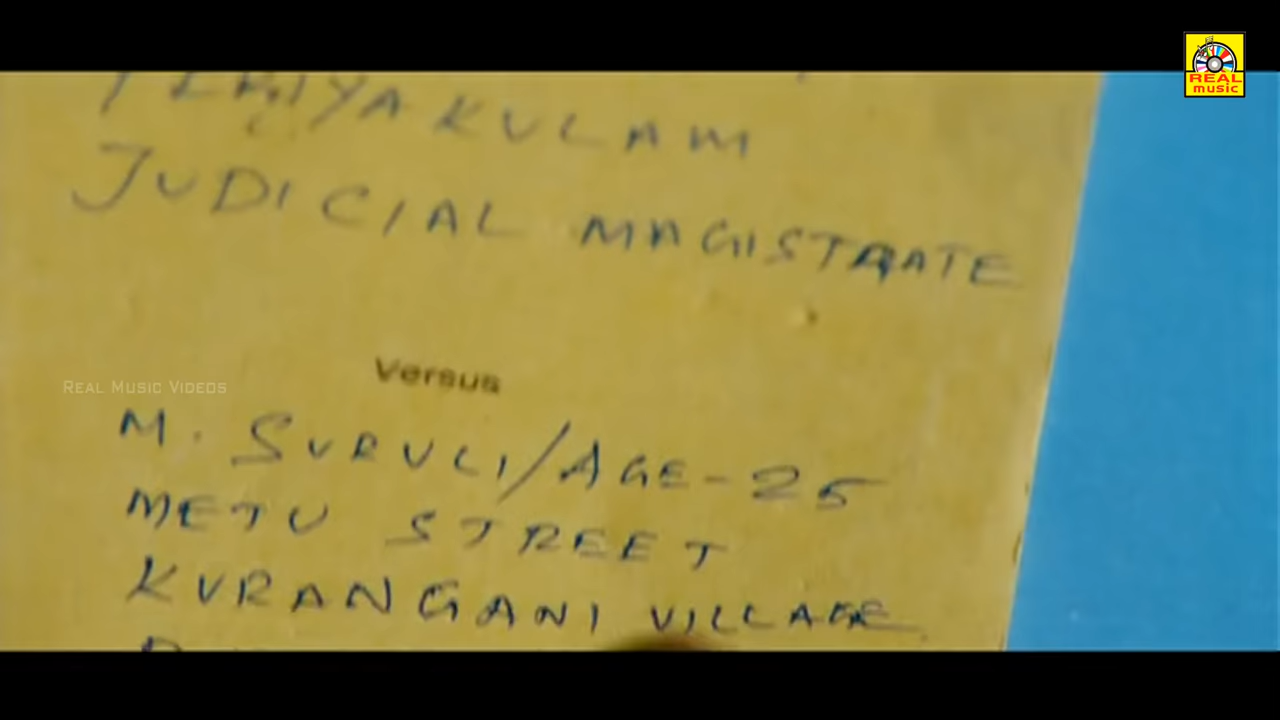 REAL
music
PERIYAKULAM
JUDICIAL MAGISTRATE
Versus
REAL MUSIC VIDEOS
M. SURULI/AGE-25
METU STREET
KURANGANI VILLAGE